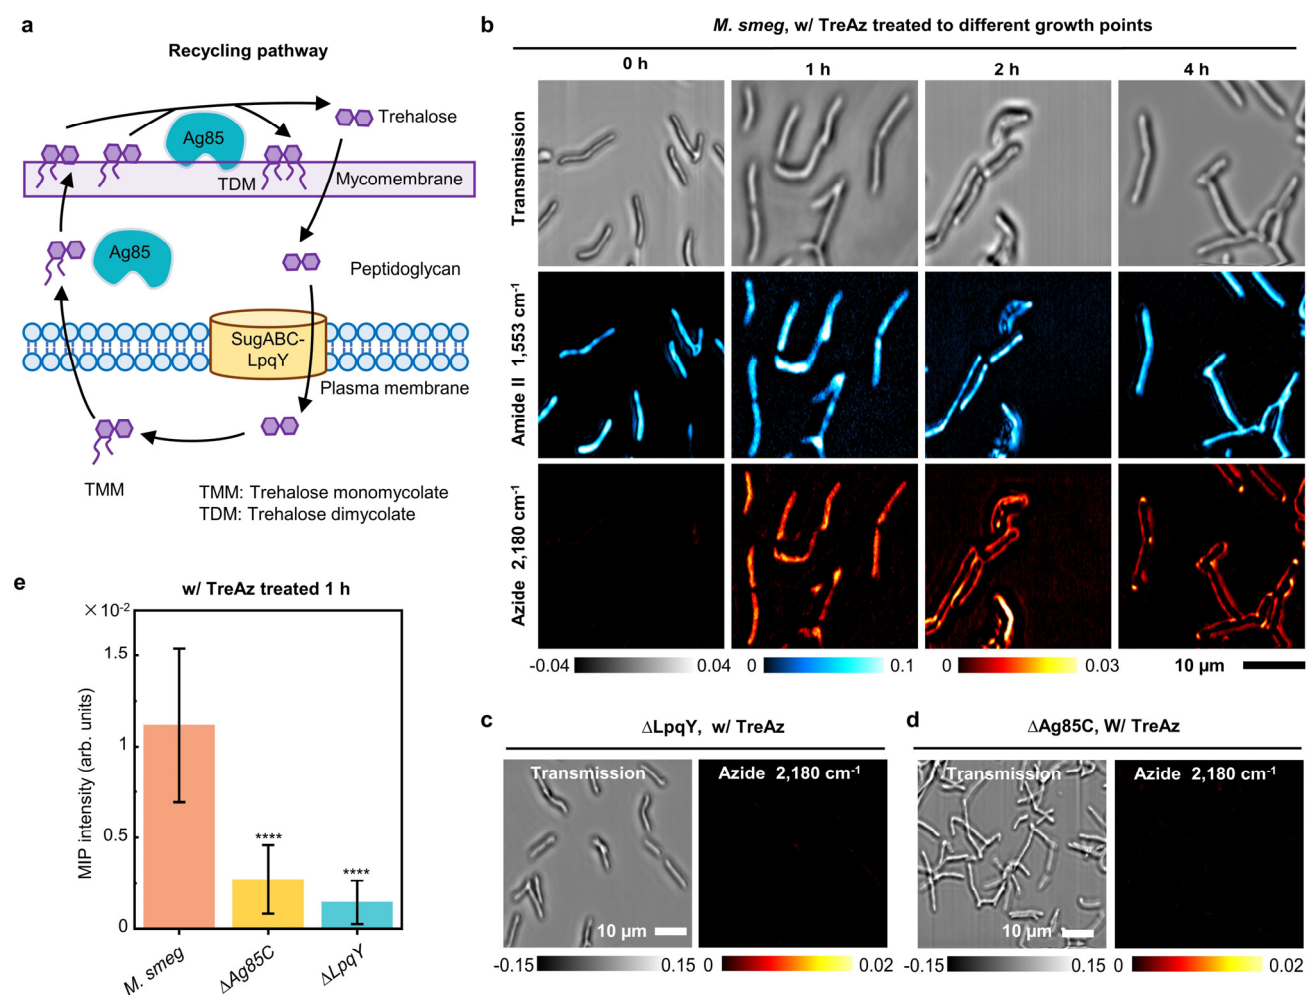 a
Recycling pathway
Ag85
Trehalose
TDM
Mycomembrane
Ag85
Peptidoglycan
SugABC-
LpqY
Plasma membrane
TMM
TMM: Trehalose monomycolate
TDM: Trehalose dimycolate
b
M. smeg, w/ TreAz treated to different growth points
0 h 1 h 2 h 4 h
Transmission
Amide II 1,553 cm⁻¹
Azide 2,180 cm⁻¹
-0.04 0.04 0 0.1 0 0.03 10 μm
c
ΔLpqY, w/ TreAz
Transmission
Azide 2,180 cm⁻¹
10 μm
-0.15 0.15 0 0.02
d
ΔAg85C, W/ TreAz
Transmission
Azide 2,180 cm⁻¹
10 μm
-0.15 0.15 0 0.02
e
w/ TreAz treated 1 h
×10⁻²
MIP intensity (arb. units)
1.5
1
0.5
0
****
****
M. smeg
ΔAg85C
ΔLpqY